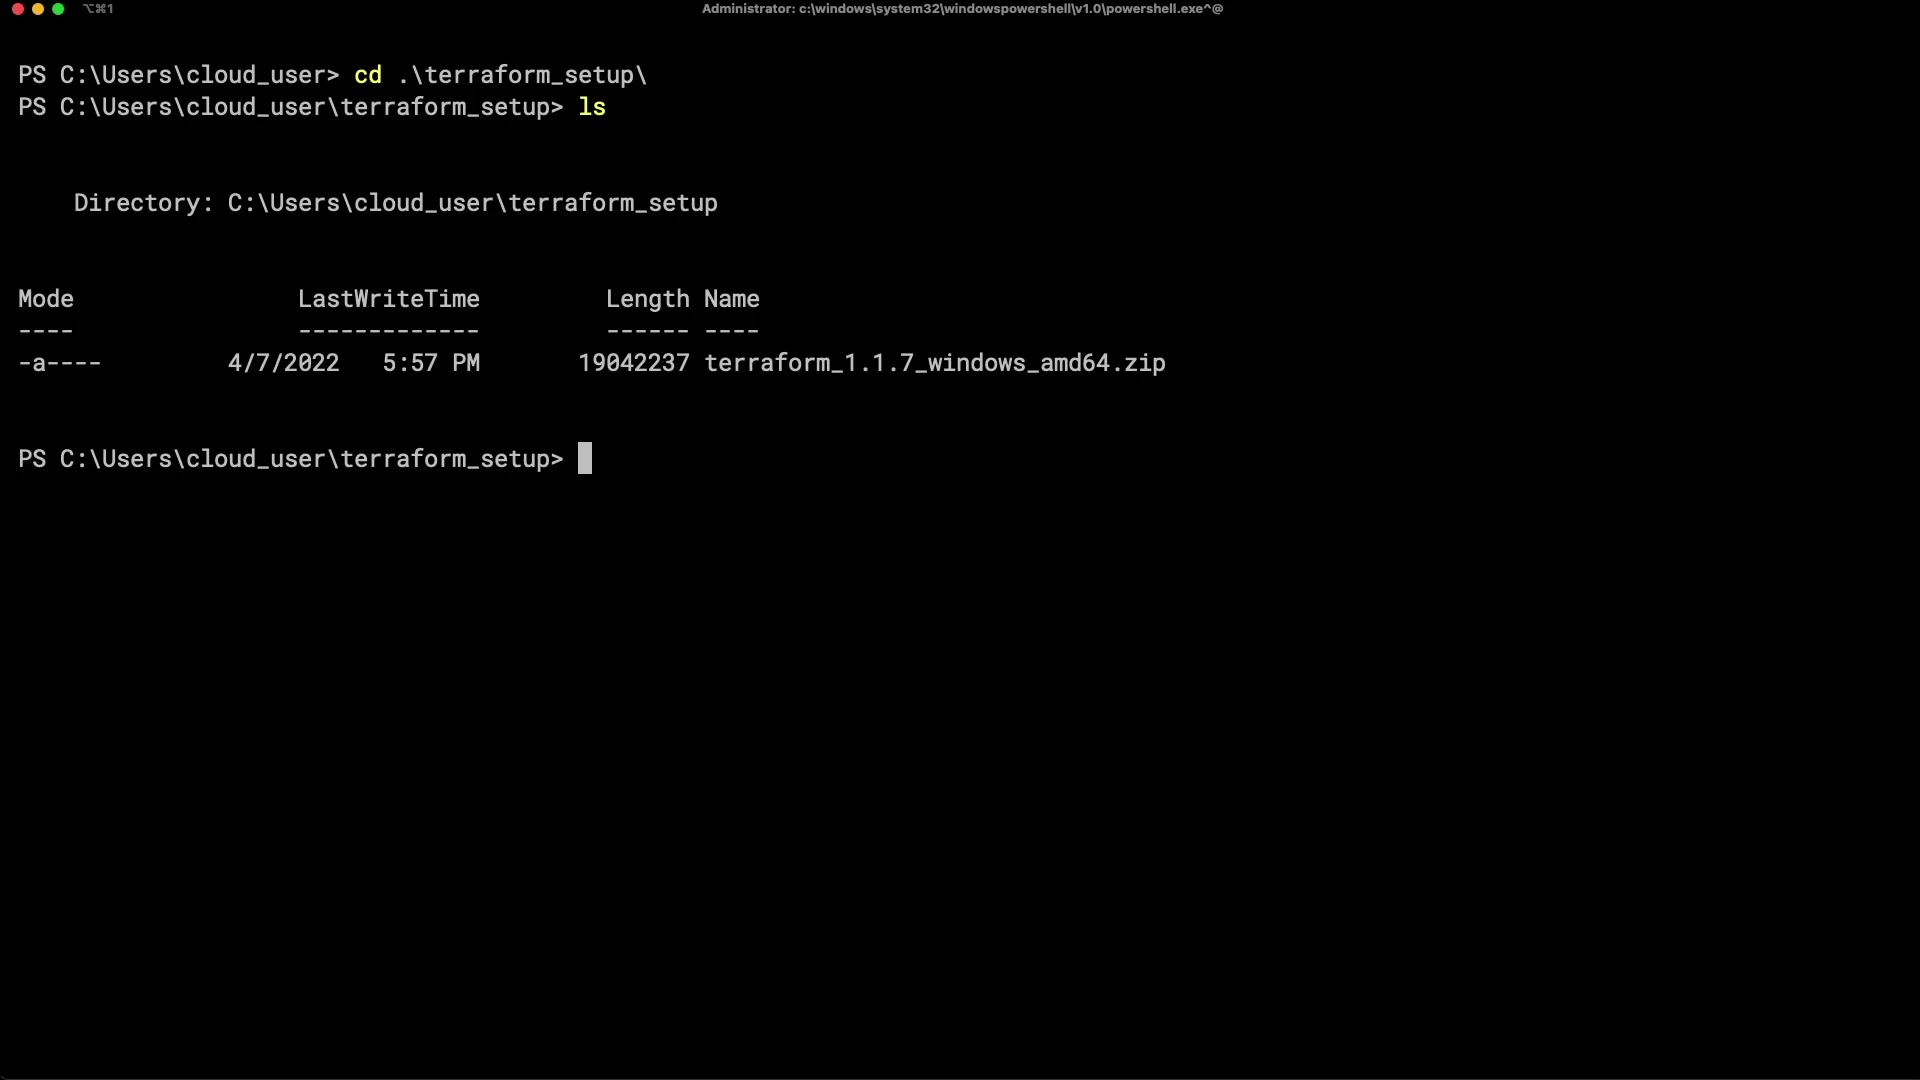 ⌥⌘1
Administrator: c:\windows\system32\windowspowershell\v1.0\powershell.exe^@
PS C:\Users\cloud_user> cd .\terraform_setup\
PS C:\Users\cloud_user\terraform_setup> ls
Directory: C:\Users\cloud_user\terraform_setup
Mode LastWriteTime Length Name
---- ------------- ------ ----
-a---- 4/7/2022 5:57 PM 19042237 terraform_1.1.7_windows_amd64.zip
PS C:\Users\cloud_user\terraform_setup>